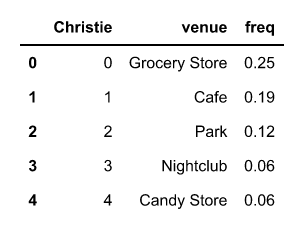 Christie venue freq
0 0 Grocery Store 0.25
1 1 Cafe 0.19
2 2 Park 0.12
3 3 Nightclub 0.06
4 4 Candy Store 0.06